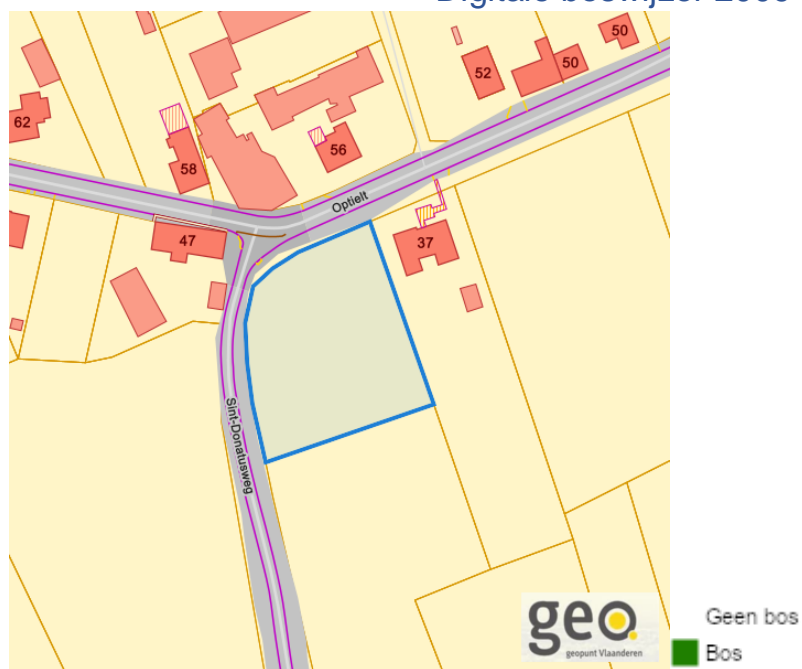 50
52
50
62
56
58
Optielt
47
37
Sint-Donatusweg
geo.
geopunt Vlaanderen
Geen bos
Bos